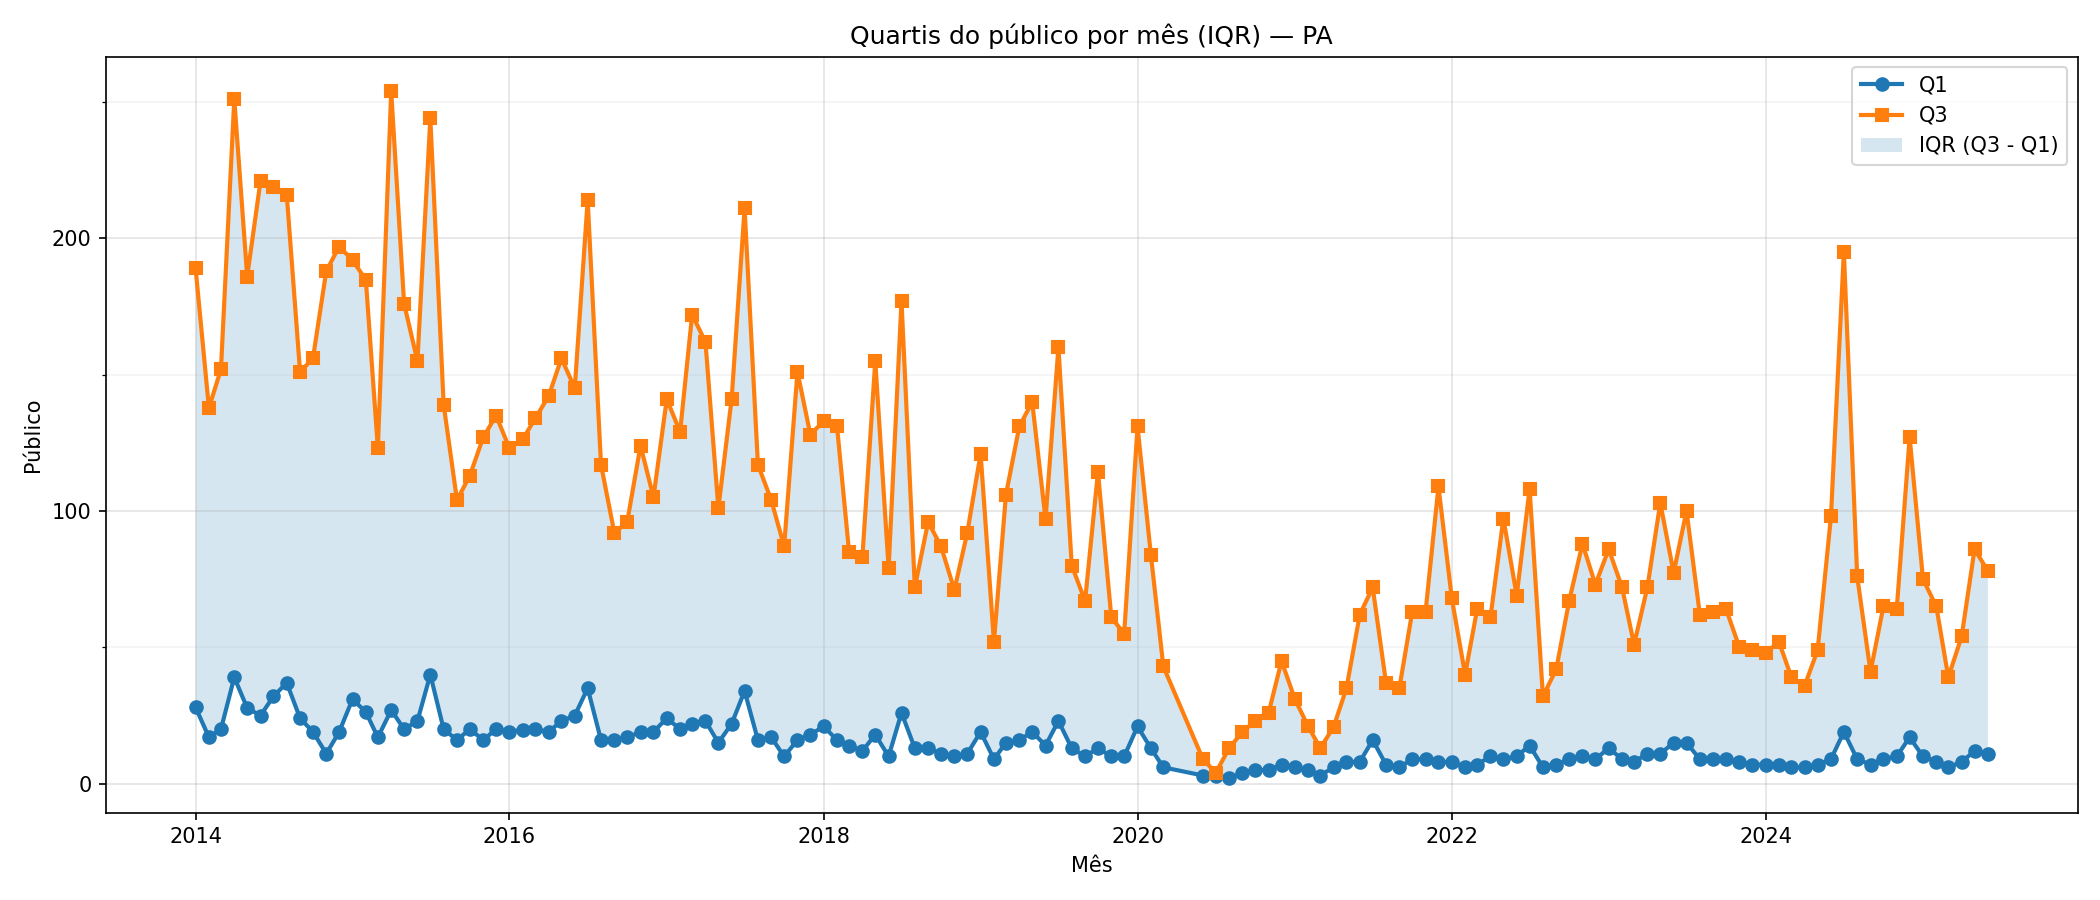 Quartis do público por mês (IQR) — PA
Q1
Q3
IQR (Q3 - Q1)
Público
200
100
0
2014
2016
2018
2020
2022
2024
Mês